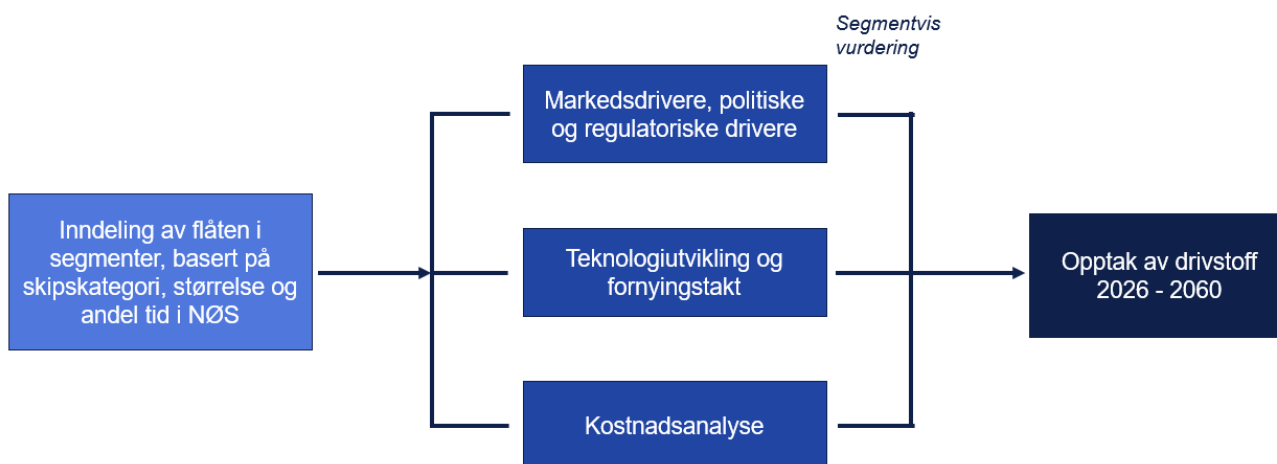 Segmentvis
vurdering
Markedsdrivere, politiske
og regulatoriske drivere
Inndeling av flåten i
segmenter, basert på
skipskategori, størrelse og
andel tid i NØS
Teknologiutvikling og
fornyingstakt
Opptak av drivstoff
2026 - 2060
Kostnadsanalyse